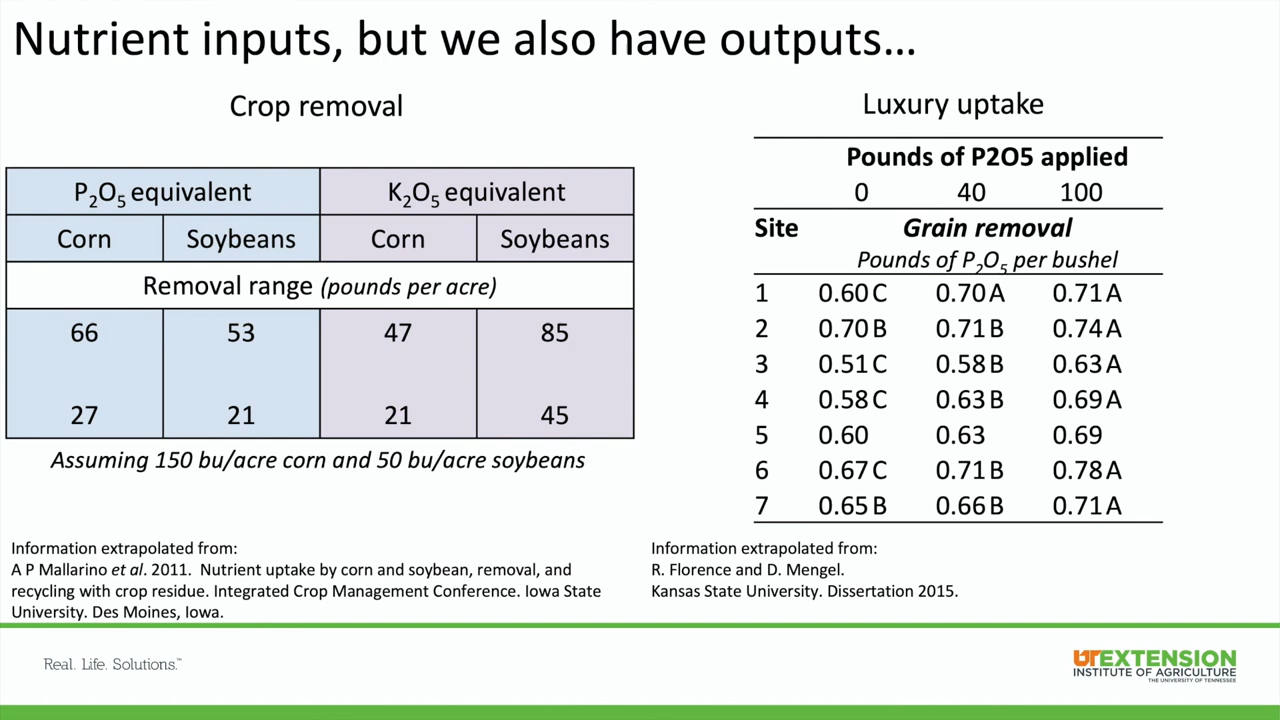 Nutrient inputs, but we also have outputs…
Crop removal
P₂O₅ equivalent K₂O₅ equivalent
Corn Soybeans Corn Soybeans
Removal range (pounds per acre)
66 53 47 85
27 21 21 45
Assuming 150 bu/acre corn and 50 bu/acre soybeans
Information extrapolated from:
A P Mallarino et al. 2011. Nutrient uptake by corn and soybean, removal, and
recycling with crop residue. Integrated Crop Management Conference. Iowa State
University. Des Moines, Iowa.
Luxury uptake
Pounds of P2O5 applied
0 40 100
Site Grain removal
Pounds of P₂O₅ per bushel
1 0.60 C 0.70 A 0.71 A
2 0.70 B 0.71 B 0.74 A
3 0.51 C 0.58 B 0.63 A
4 0.58 C 0.63 B 0.69 A
5 0.60 0.63 0.69
6 0.67 C 0.71 B 0.78 A
7 0.65 B 0.66 B 0.71 A
Information extrapolated from:
R. Florence and D. Mengel.
Kansas State University. Dissertation 2015.
Real. Life. Solutions.™
UTEXTENSION
INSTITUTE OF AGRICULTURE
THE UNIVERSITY OF TENNESSEE